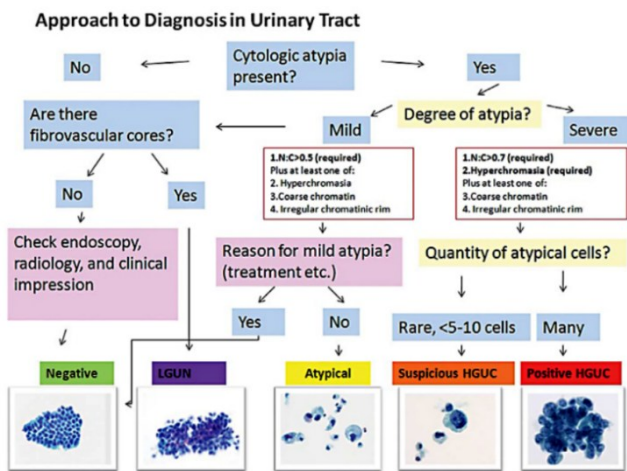 Approach to Diagnosis in Urinary Tract
No
Cytologic atypia
present?
Yes
Are there
fibrovascular cores?
Mild
Degree of atypia?
Severe
1.N:C>0.5 (required)
Plus at least one of:
2. Hyperchromasia
3.Coarse chromatin
4. Irregular chromatinic rim
1.N:C>0.7 (required)
2.Hyperchromasia (required)
Plus at least one of:
3.Coarse chromatin
4. Irregular chromatinic rim
No
Yes
Check endoscopy,
radiology, and clinical
impression
Reason for mild atypia?
(treatment etc.)
Quantity of atypical cells?
Yes
No
Rare, <5-10 cells
Many
Negative
LGUN
Atypical
Suspicious HGUC
Positive HGUC